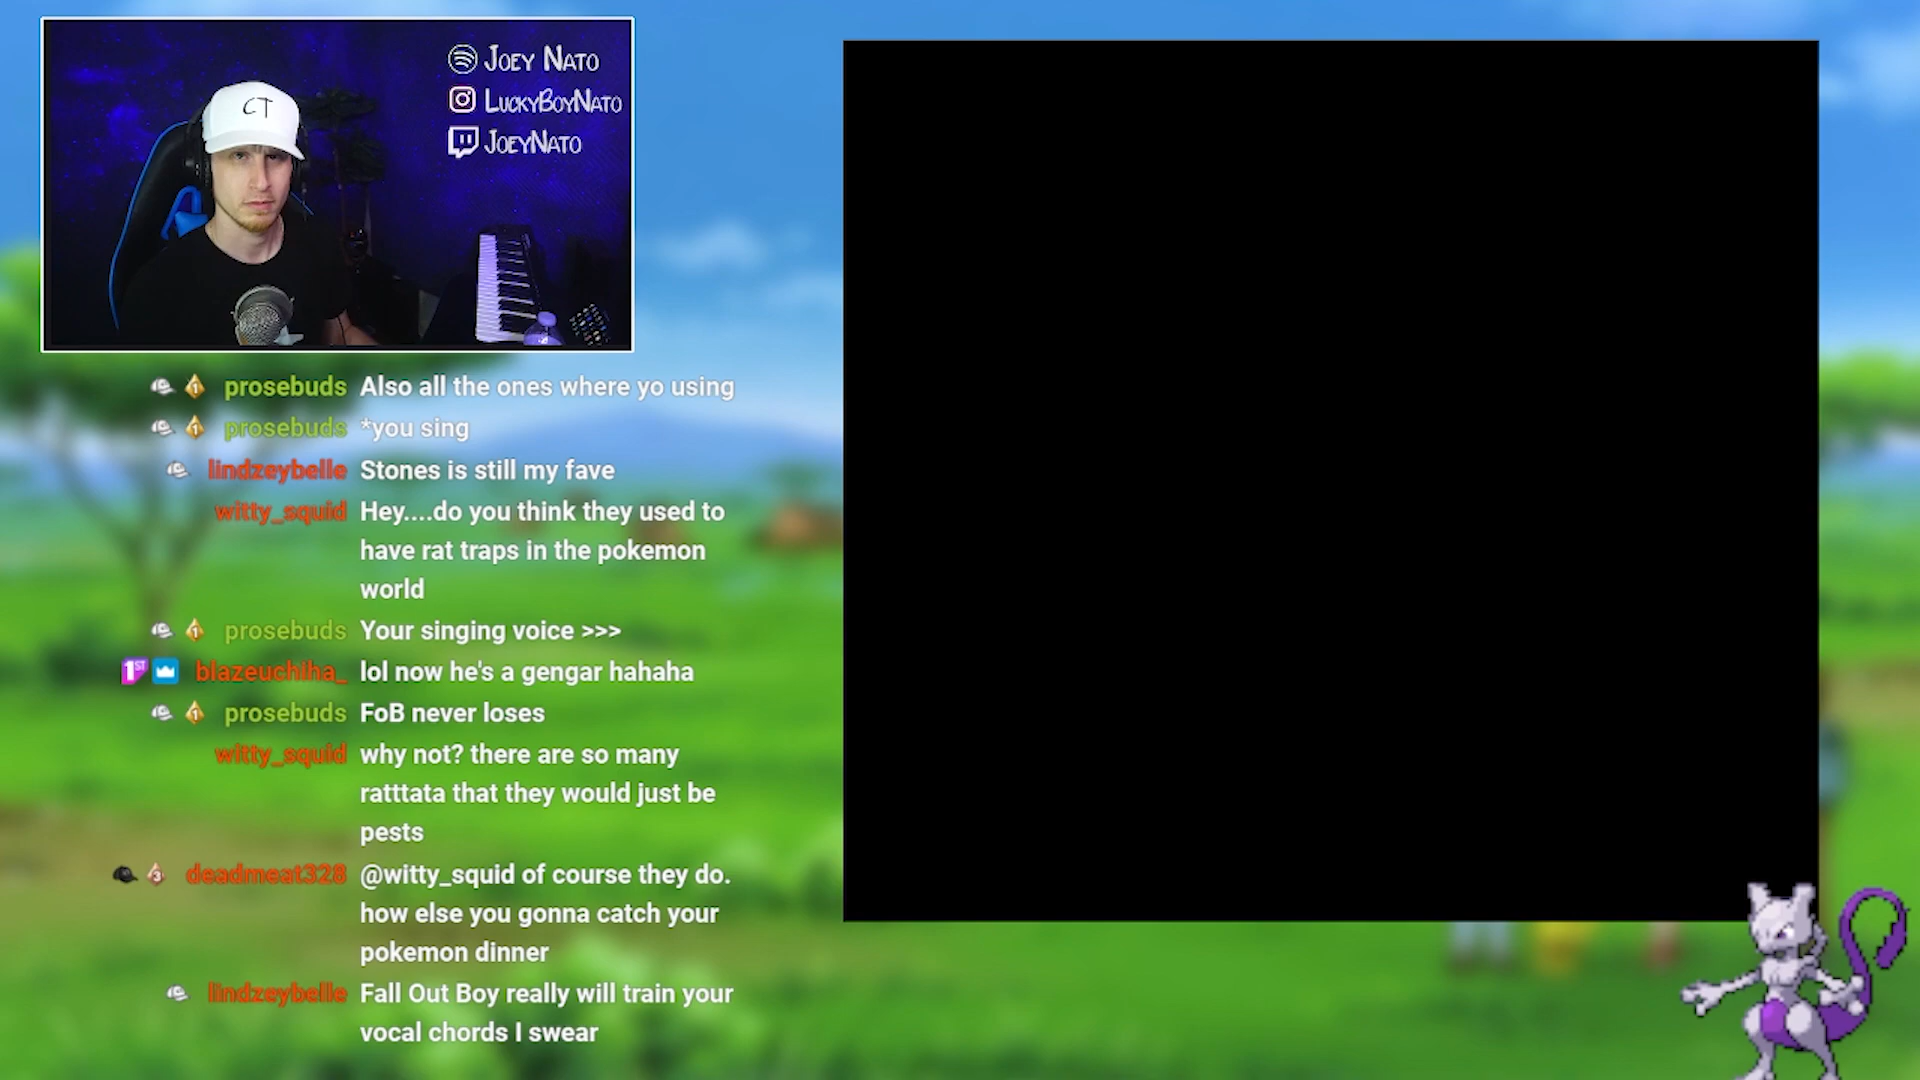 CT
Joey Nato
LuckyBoyNato
JoeyNato
prosebuds Also all the ones where yo using
prosebuds *you sing
lindzeybelle Stones is still my fave
witty_squid Hey....do you think they used to
have rat traps in the pokemon
world
prosebuds Your singing voice >>>
1ST blazeuchiha_ lol now he's a gengar hahaha
prosebuds FoB never loses
witty_squid why not? there are so many
ratttata that they would just be
pests
3 deadmeat328 @witty_squid of course they do.
how else you gonna catch your
pokemon dinner
lindzeybelle Fall Out Boy really will train your
vocal chords I swear